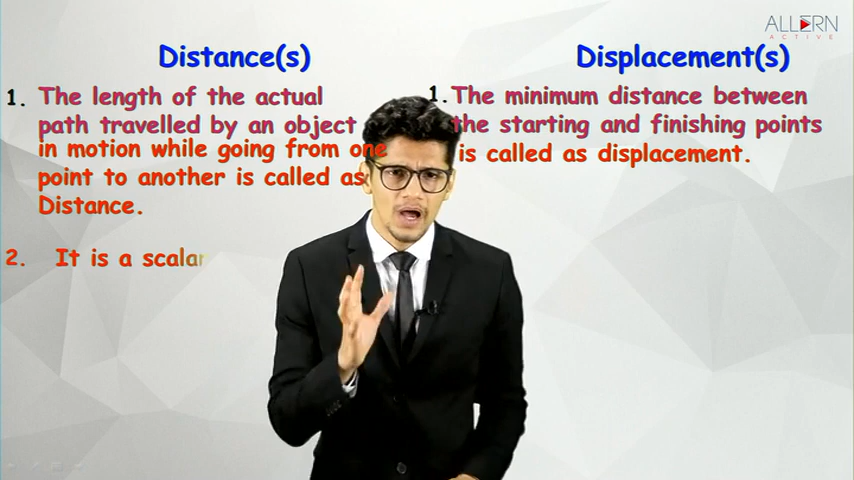 ALLERN
ACTIVE
Distance(s)
Displacement(s)
1. The length of the actual
path travelled by an object
in motion while going from one
point to another is called as
Distance.
2. It is a scalar
1. The minimum distance between
the starting and finishing points
is called as displacement.